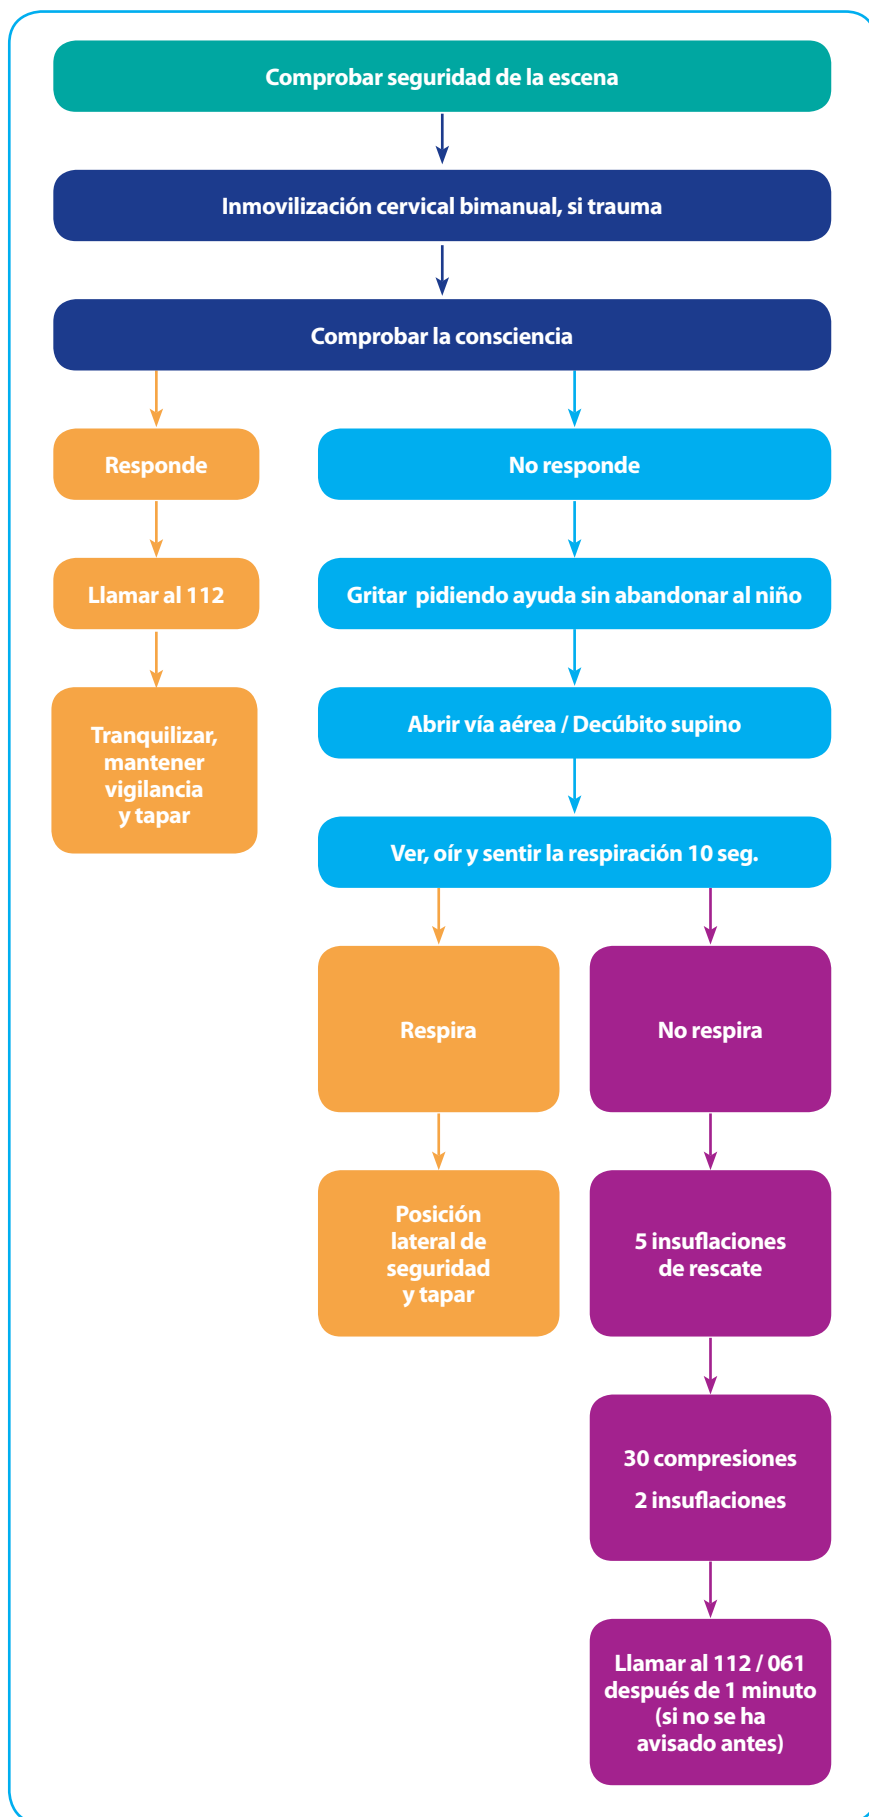 Comprobar seguridad de la escena
Inmovilización cervical bimanual, si trauma
Comprobar la consciencia
Responde
No responde
Llamar al 112
Gritar pidiendo ayuda sin abandonar al niño
Tranquilizar,
mantener
vigilancia
y tapar
Abrir vía aérea / Decúbito supino
Ver, oír y sentir la respiración 10 seg.
Respira
No respira
Posición
lateral de
seguridad
y tapar
5 insuflaciones
de rescate
30 compresiones
2 insuflaciones
Llamar al 112 / 061
después de 1 minuto
(si no se ha
avisado antes)